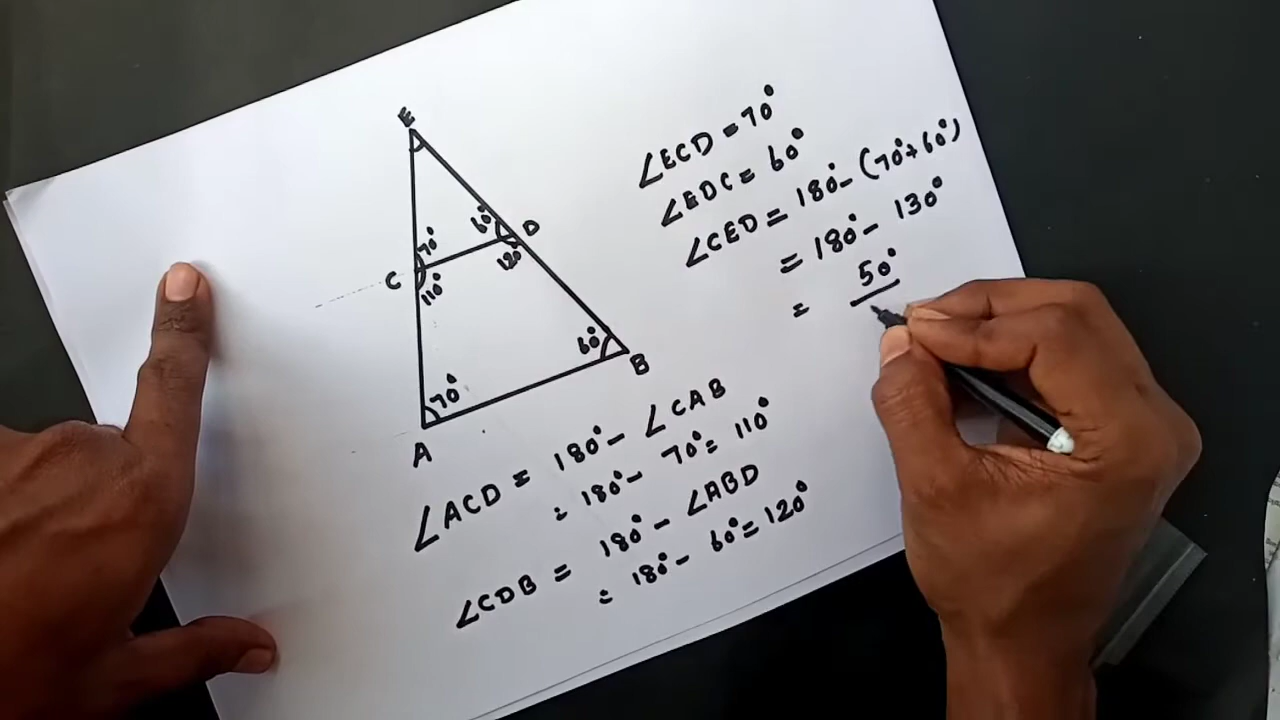 E
60°
D
70°
120°
C
110°
60°
B
70°
A
∠ECD = 70°
∠EDC = 60°
∠CED = 180° - (70° + 60°)
= 180° - 130°
= 50°
∠ACD = 180° - ∠CAB
= 180° - 70° = 110°
∠CDB = 180° - ∠ABD
= 180° - 60° = 120°